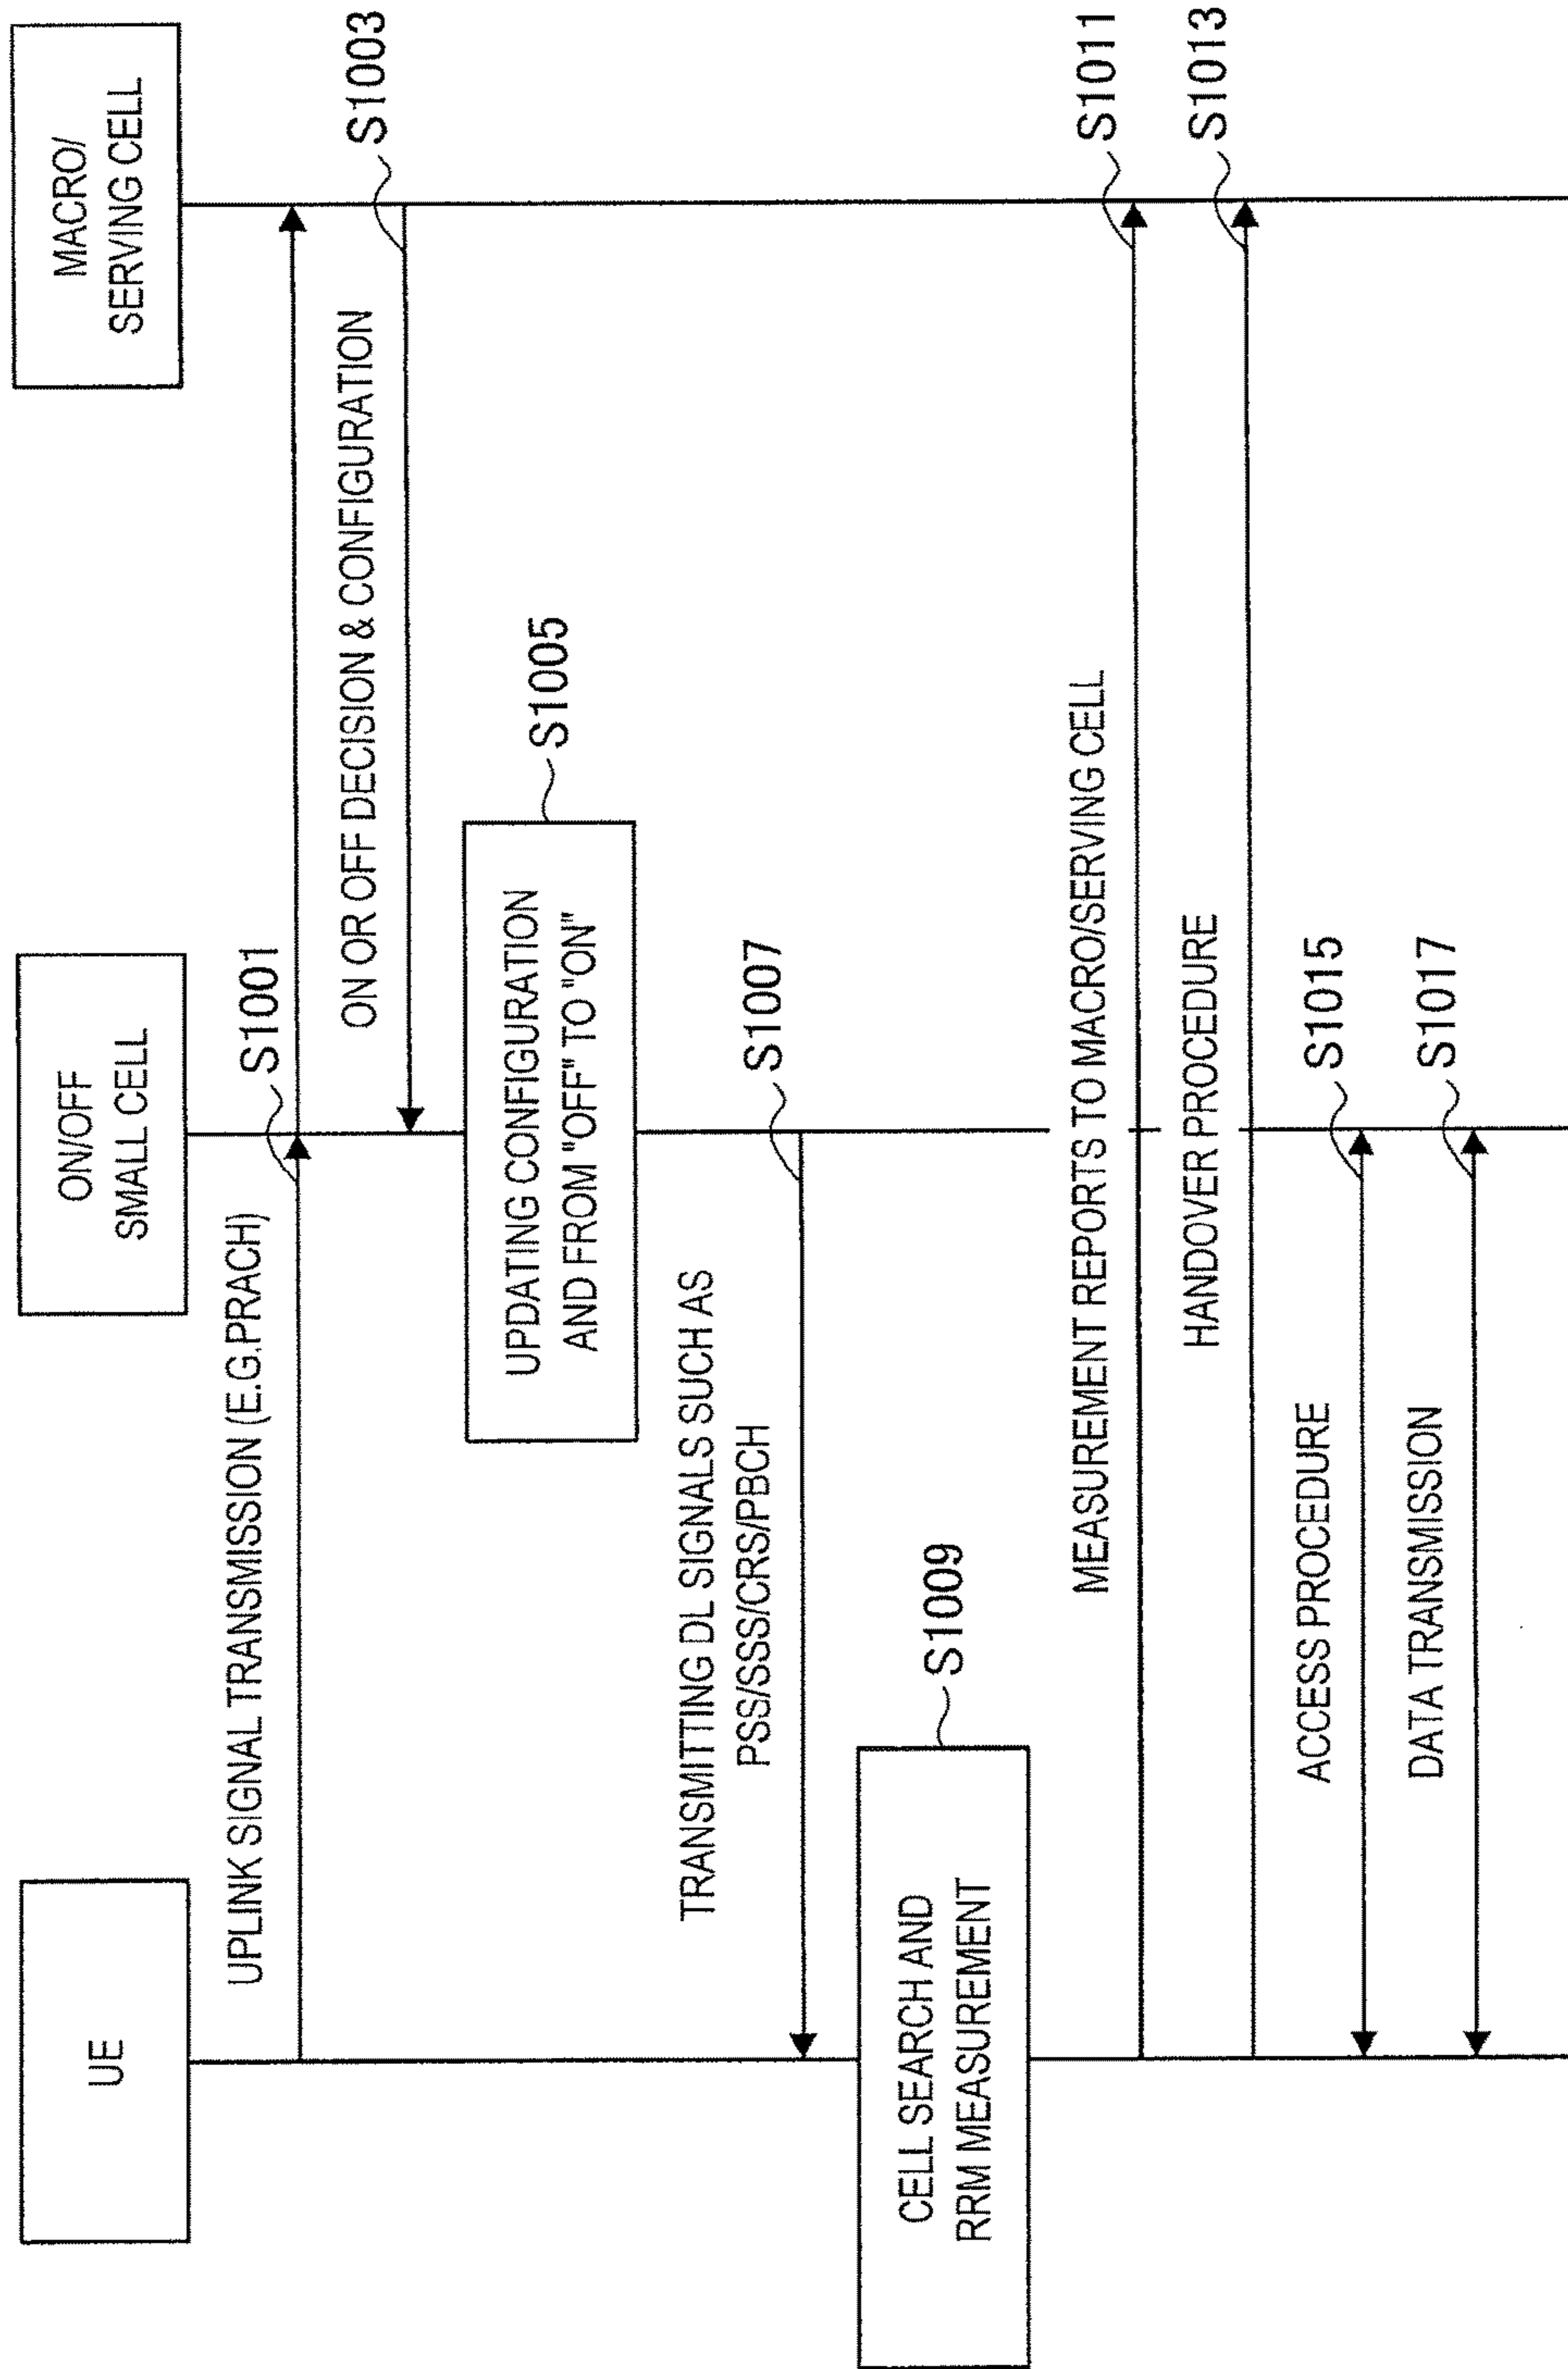 UE
ON/OFF
SMALL CELL
MACRO/
SERVING CELL
UPLINK SIGNAL TRANSMISSION (E.G.PRACH)
S1001
ON OR OFF DECISION & CONFIGURATION
S1003
UPDATING CONFIGURATION
AND FROM "OFF" TO "ON"
S1005
TRANSMITTING DL SIGNALS SUCH AS
PSS/SSS/CRS/PBCH
S1007
CELL SEARCH AND
RRM MEASUREMENT
S1009
MEASUREMENT REPORTS TO MACRO/SERVING CELL
S1011
HANDOVER PROCEDURE
S1013
ACCESS PROCEDURE
S1015
DATA TRANSMISSION
S1017